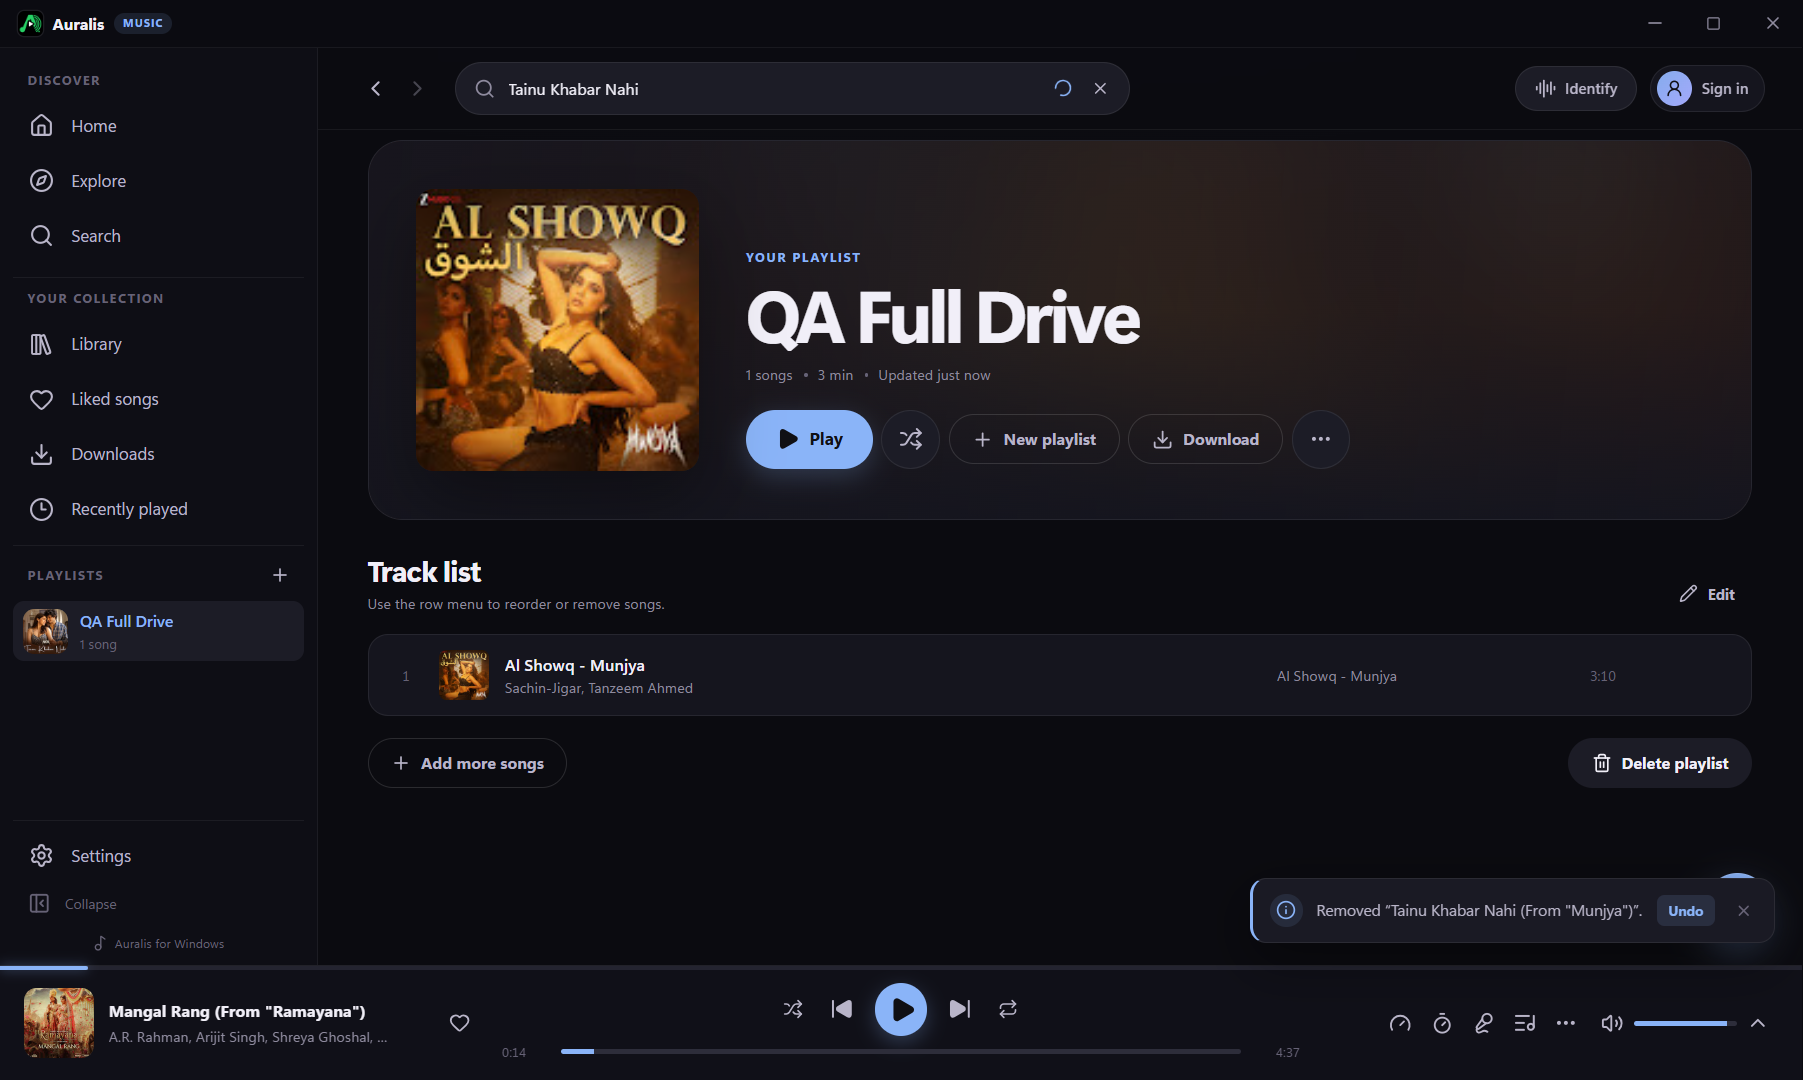 Auralis MUSIC
DISCOVER
Home
Explore
Search
YOUR COLLECTION
Library
Liked songs
Downloads
Recently played
PLAYLISTS
QA Full Drive
1 song
Settings
Collapse
Auralis for Windows
Tainu Khabar Nahi
Identify
Sign in
AL SHOWQ
الشوق
YOUR PLAYLIST
QA Full Drive
1 songs • 3 min • Updated just now
Play
New playlist
Download
Track list
Use the row menu to reorder or remove songs.
Edit
1
AL SHOWQ
Al Showq - Munjya
Sachin-Jigar, Tanzeem Ahmed
Al Showq - Munjya
3:10
Add more songs
Delete playlist
Removed “Tainu Khabar Nahi (From "Munjya")”.
Undo
Ramayana
MANGAL RANG
Mangal Rang (From "Ramayana")
A.R. Rahman, Arijit Singh, Shreya Ghoshal, ...
0:14
4:37